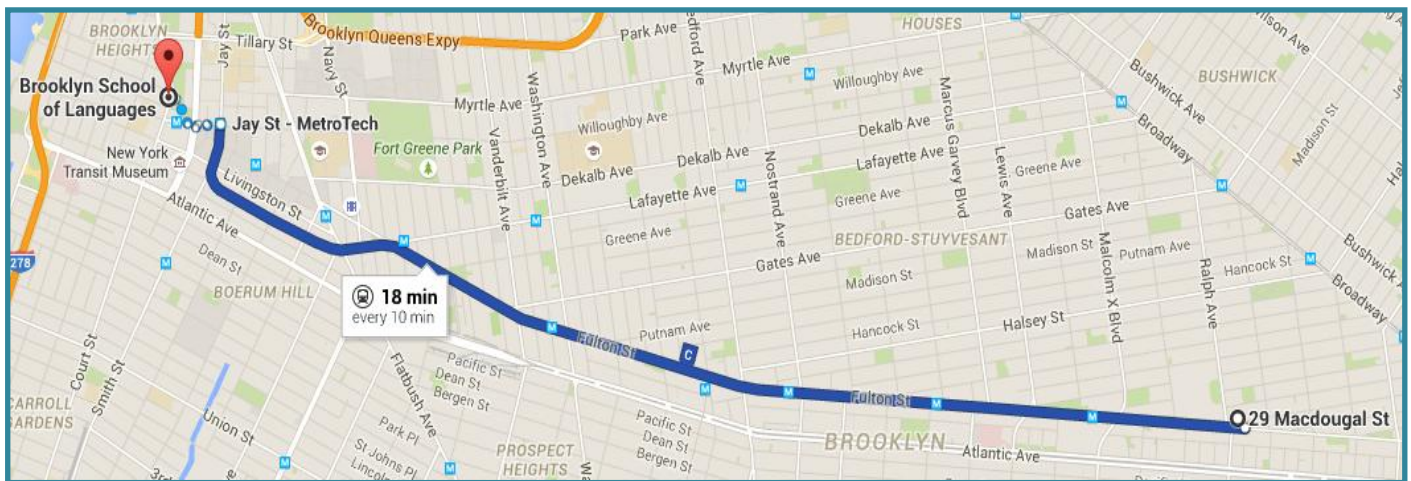 BROOKLYN
HEIGHTS
Brooklyn School
of Languages
Jay St
Tillary St
Brooklyn Queens Expy
Navy St
Park Ave
Bedford Ave
HOUSES
Wilson Ave
BUSHWICK
Bushwick Ave
Broadway
Madison St
Myrtle Ave
Willoughby Ave
Washington Ave
Myrtle Ave
Willoughby Ave
Vanderbilt Ave
Marcus Garvey Blvd
Jay St - MetroTech
New York
Transit Museum
Fort Greene Park
Dekalb Ave
Dekalb Ave
Dekalb Ave
Lafayette Ave
Lafayette Ave
Greene Ave
Greene Ave
Greene Ave
Nostrand Ave
Lewis Ave
Gates Ave
Gates Ave
Livingston St
Atlantic Ave
Dean St
BOERUM HILL
278
18 min
every 10 min
BEDFORD-STUYVESANT
Madison St
Madison St
Malcolm X Blvd
Putnam Ave
Ralph Ave
Hancock St
Bushwick Ave
Broadway
Putnam Ave
Hancock St
Halsey St
Fulton St
C
Fulton St
29 Macdougal St
Court St
Smith St
Flatbush Ave
Pacific St
Dean St
Bergen St
CARROLL
GARDENS
Union St
Park Pl
St Johns Pl
PROSPECT
HEIGHTS
Pacific St
Dean St
Bergen St
BROOKLYN
Atlantic Ave